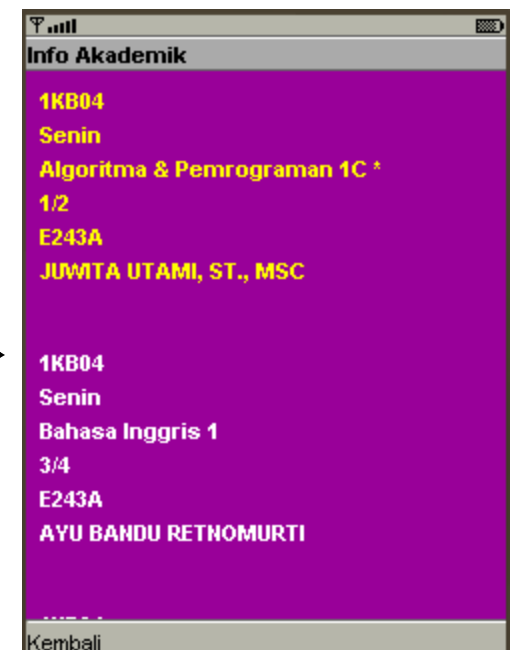 Info Akademik
1KB04
Senin
Algoritma & Pemrograman 1C *
1/2
E243A
JUWITA UTAMI, ST., MSC
1KB04
Senin
Bahasa Inggris 1
3/4
E243A
AYU BANDU RETNOMURTI
Kembali